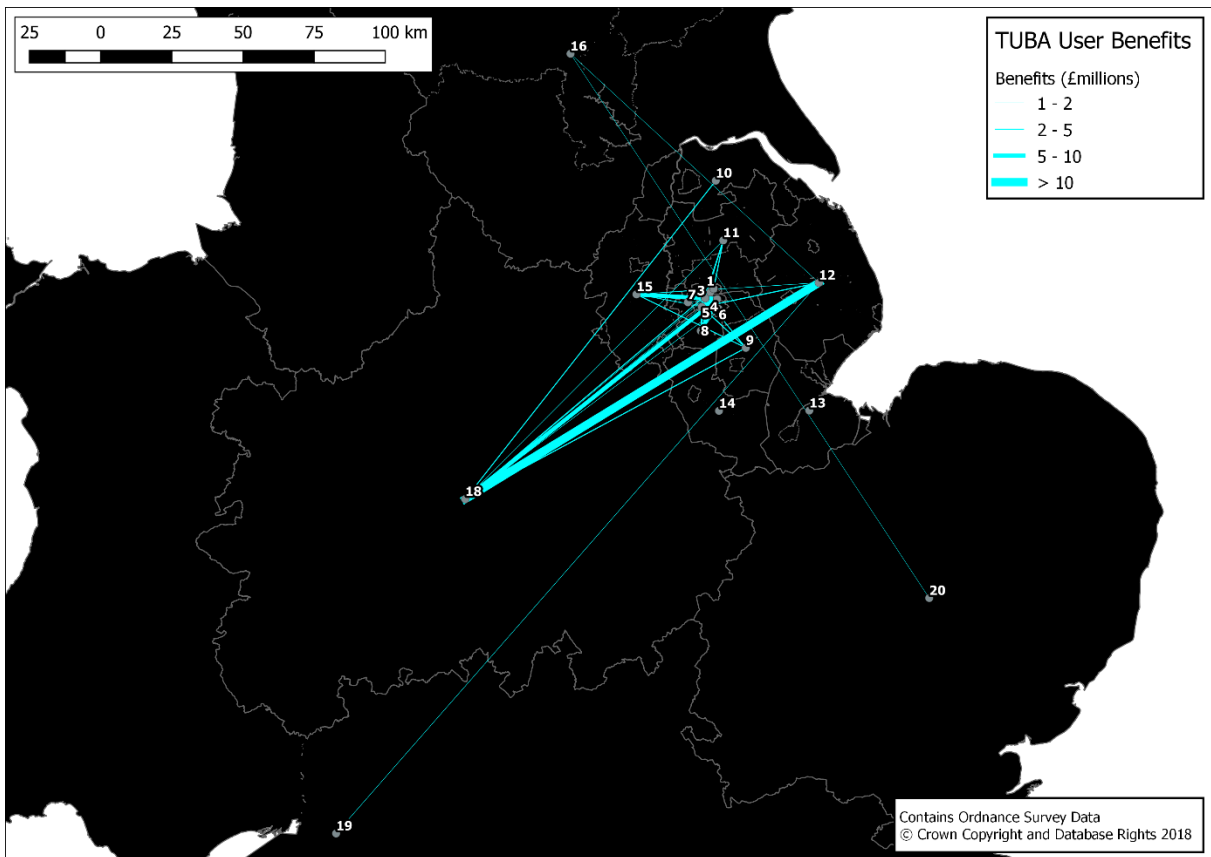 25 0 25 50 75 100 km
TUBA User Benefits
Benefits (£millions)
1 - 2
2 - 5
5 - 10
> 10
16
10
11
12
15
1
3
7
4
5
6
8
9
14
13
18
20
19
Contains Ordnance Survey Data
© Crown Copyright and Database Rights 2018